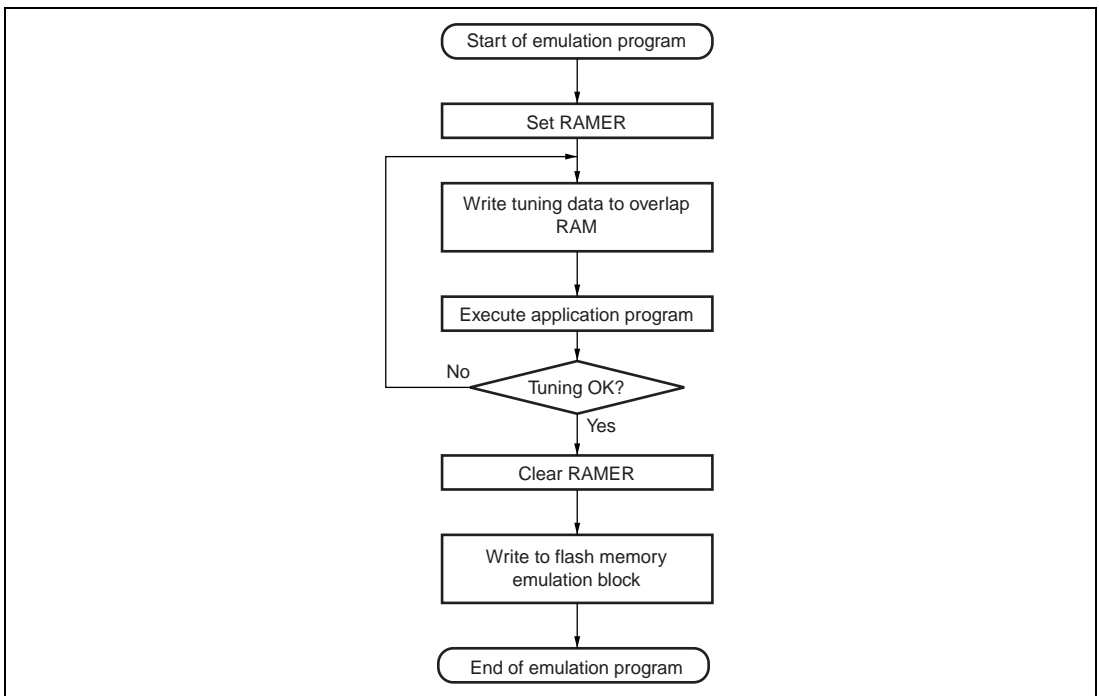 Start of emulation program
Set RAMER
Write tuning data to overlap
RAM
Execute application program
No
Tuning OK?
Yes
Clear RAMER
Write to flash memory
emulation block
End of emulation program